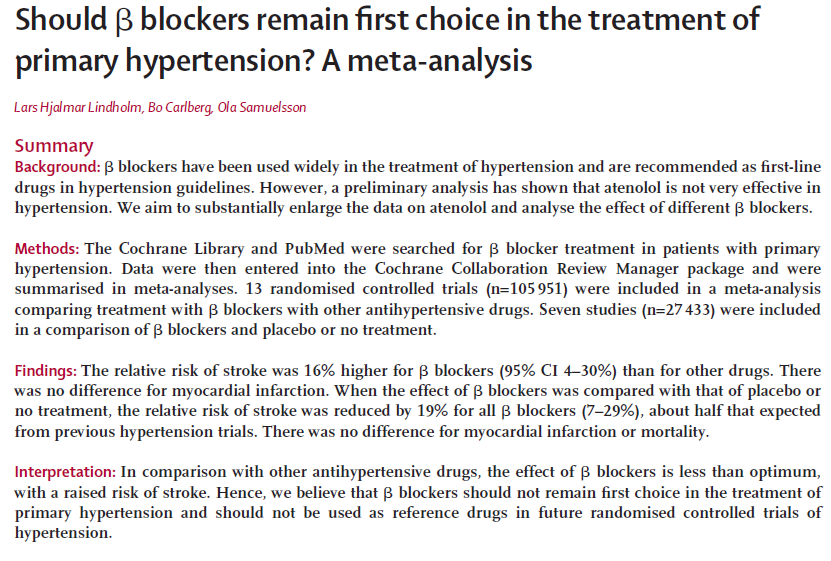 Should β blockers remain first choice in the treatment of
primary hypertension? A meta-analysis
Lars Hjalmar Lindholm, Bo Carlberg, Ola Samuelsson
Summary
Background: β blockers have been used widely in the treatment of hypertension and are recommended as first-line
drugs in hypertension guidelines. However, a preliminary analysis has shown that atenolol is not very effective in
hypertension. We aim to substantially enlarge the data on atenolol and analyse the effect of different β blockers.
Methods: The Cochrane Library and PubMed were searched for β blocker treatment in patients with primary
hypertension. Data were then entered into the Cochrane Collaboration Review Manager package and were
summarised in meta-analyses. 13 randomised controlled trials (n=105 951) were included in a meta-analysis
comparing treatment with β blockers with other antihypertensive drugs. Seven studies (n=27 433) were included
in a comparison of β blockers and placebo or no treatment.
Findings: The relative risk of stroke was 16% higher for β blockers (95% CI 4–30%) than for other drugs. There
was no difference for myocardial infarction. When the effect of β blockers was compared with that of placebo or
no treatment, the relative risk of stroke was reduced by 19% for all β blockers (7–29%), about half that expected
from previous hypertension trials. There was no difference for myocardial infarction or mortality.
Interpretation: In comparison with other antihypertensive drugs, the effect of β blockers is less than optimum,
with a raised risk of stroke. Hence, we believe that β blockers should not remain first choice in the treatment of
primary hypertension and should not be used as reference drugs in future randomised controlled trials of
hypertension.